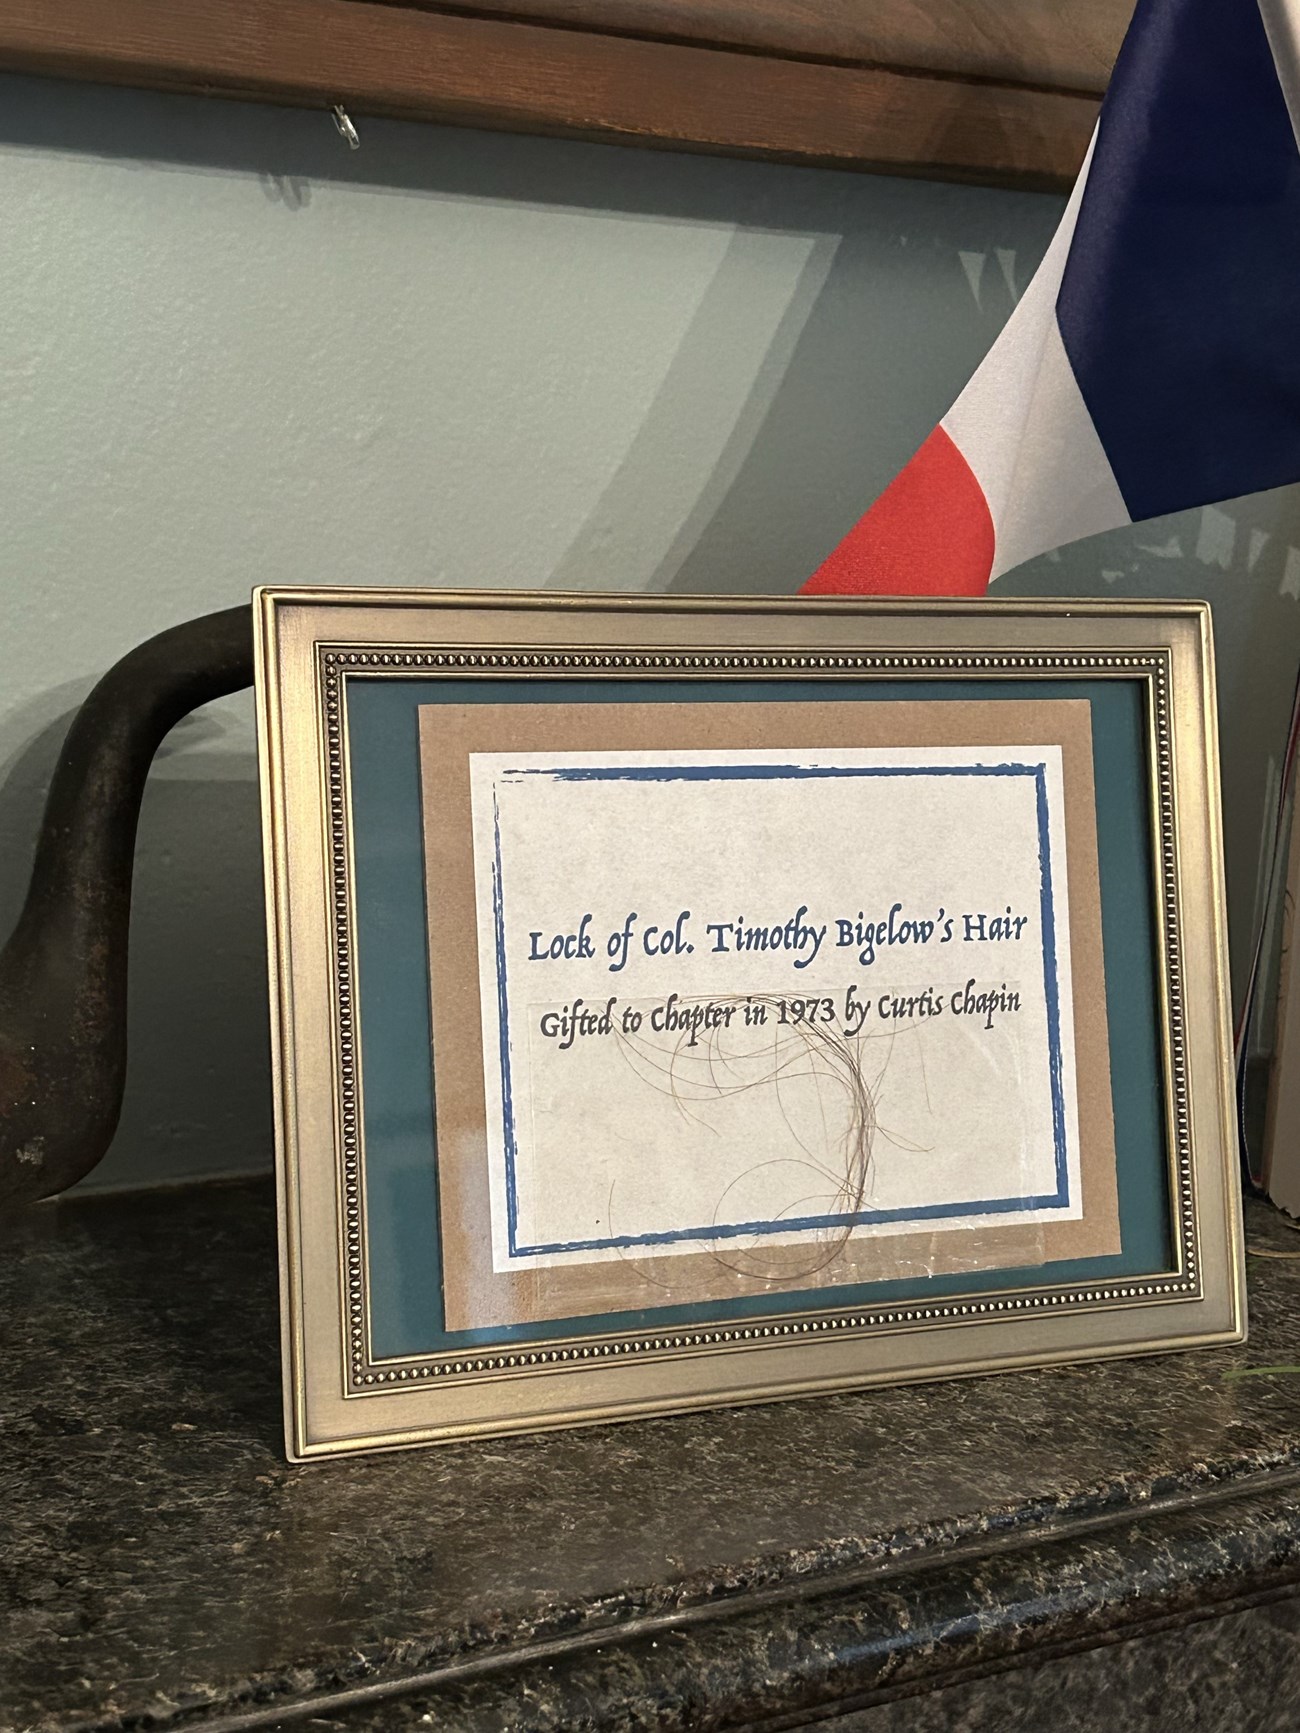 Lock of Col. Timothy Bigelow's Hair
Gifted to Chapter in 1973 by Curtis Chapin